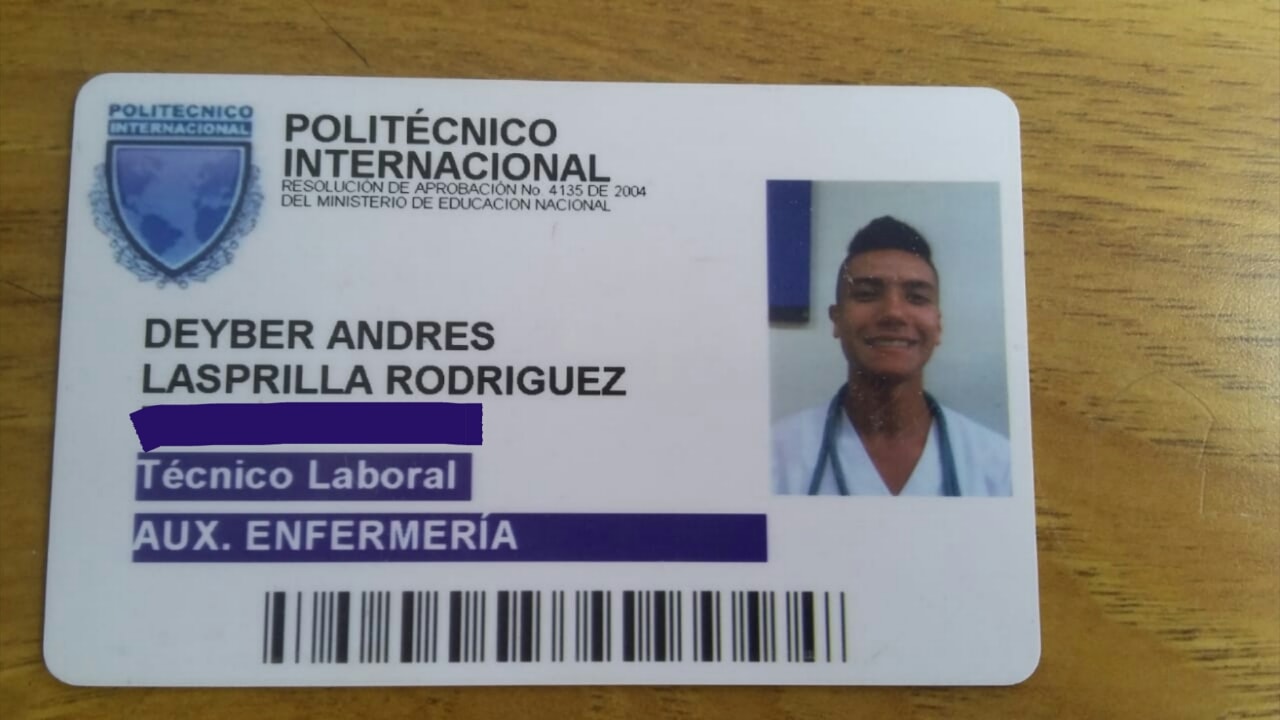 POLITECNICO
INTERNACIONAL
POLITÉCNICO
INTERNACIONAL
RESOLUCIÓN DE APROBACIÓN No. 4135 DE 2004
DEL MINISTERIO DE EDUCACION NACIONAL
DEYBER ANDRES
LASPRILLA RODRIGUEZ
Técnico Laboral
AUX. ENFERMERÍA